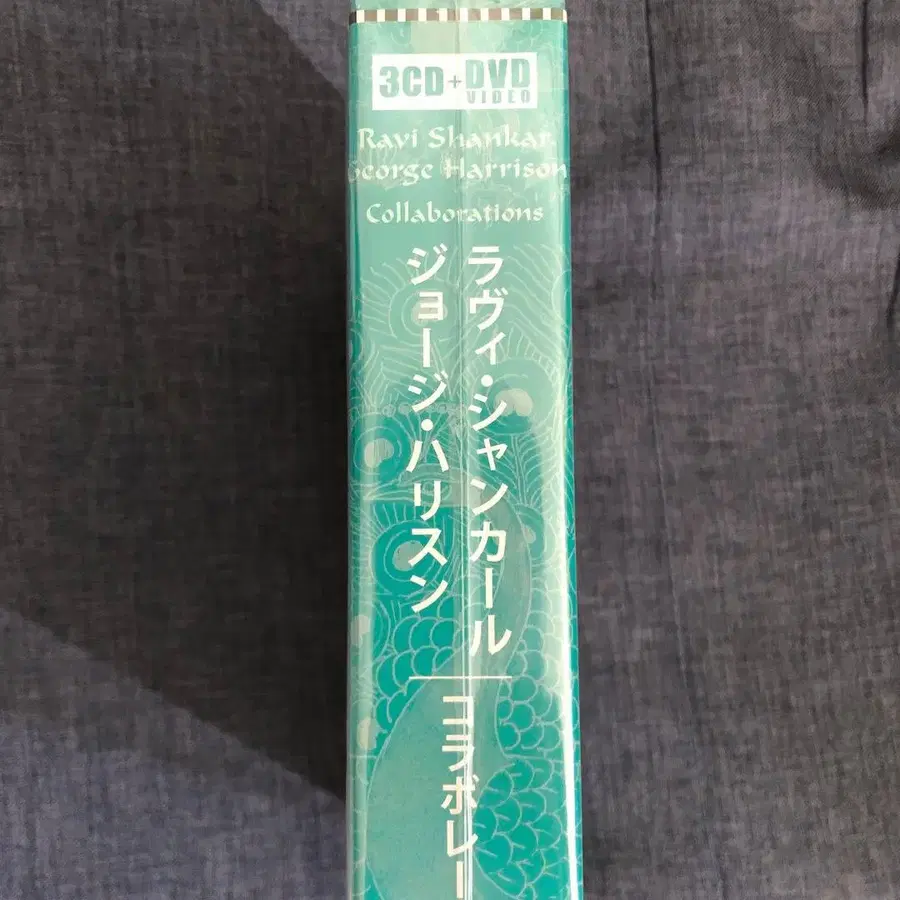 3CD+DVD
VIDEO
Ravi Shankar
George Harrison
Collaborations
ラヴィ・シャンカール
ジョージ・ハリスン
コラボレー